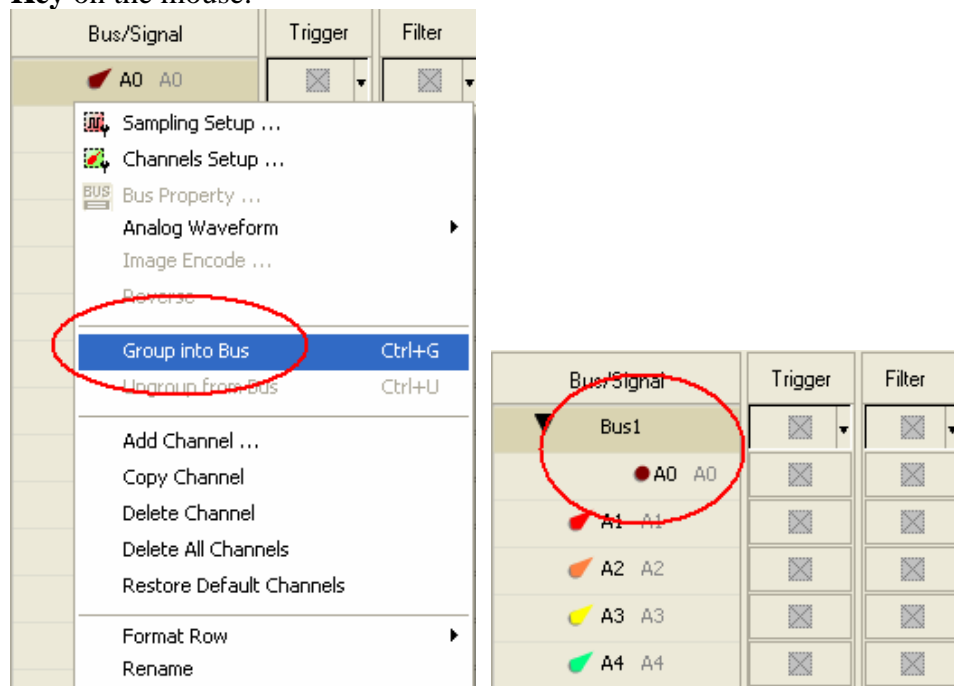 Key on the mouse.
Bus/Signal Trigger Filter
A0 A0
Sampling Setup ...
Channels Setup ...
BUS Bus Property ...
Analog Waveform
Image Encode ...
Reverse
Group into Bus Ctrl+G
Ungroup from Bus Ctrl+U
Add Channel ...
Copy Channel
Delete Channel
Delete All Channels
Restore Default Channels
Format Row
Rename
Bus/Signal Trigger Filter
Bus1
A0 A0
A1 A1
A2 A2
A3 A3
A4 A4